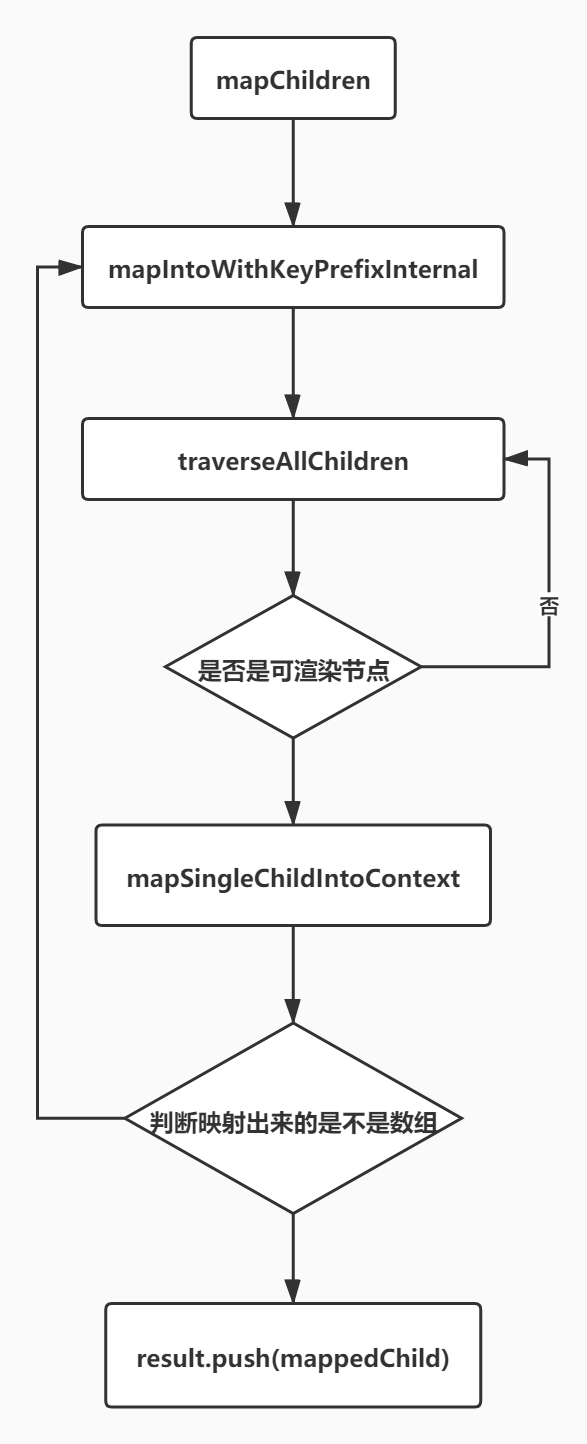 mapChildren
mapIntoWithKeyPrefixInternal
traverseAllChildren
否
是否是可渲染节点
mapSingleChildIntoContext
判断映射出来的是不是数组
result.push(mappedChild)